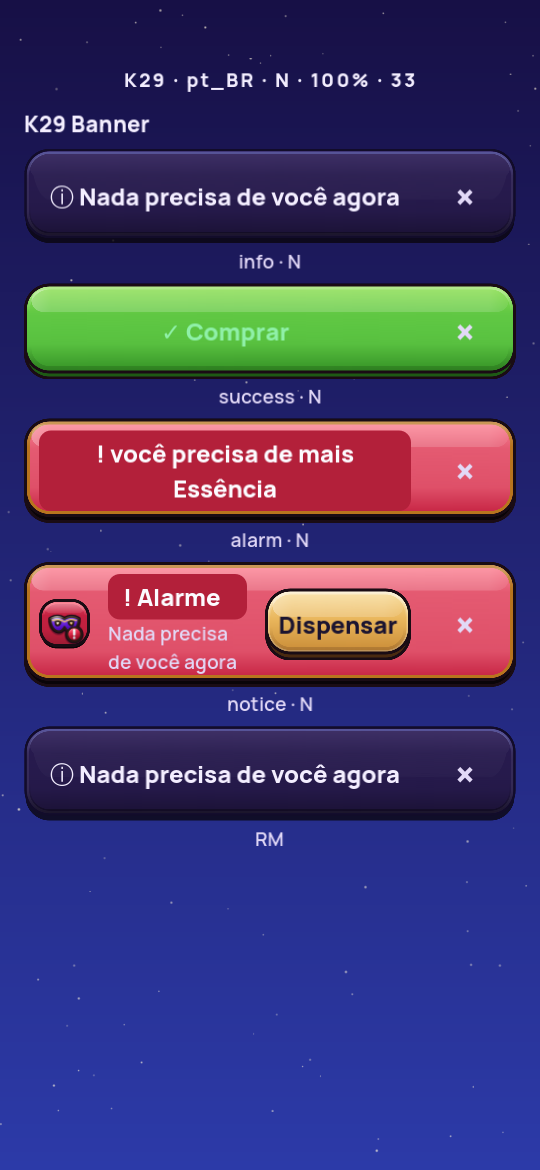 K29 · pt_BR · N · 100% · 33
K29 Banner
ⓘ Nada precisa de você agora ×
info · N
✓ Comprar ×
success · N
! você precisa de mais
Essência ×
alarm · N
! Alarme
Nada precisa
de você agora
Dispensar ×
notice · N
ⓘ Nada precisa de você agora ×
RM